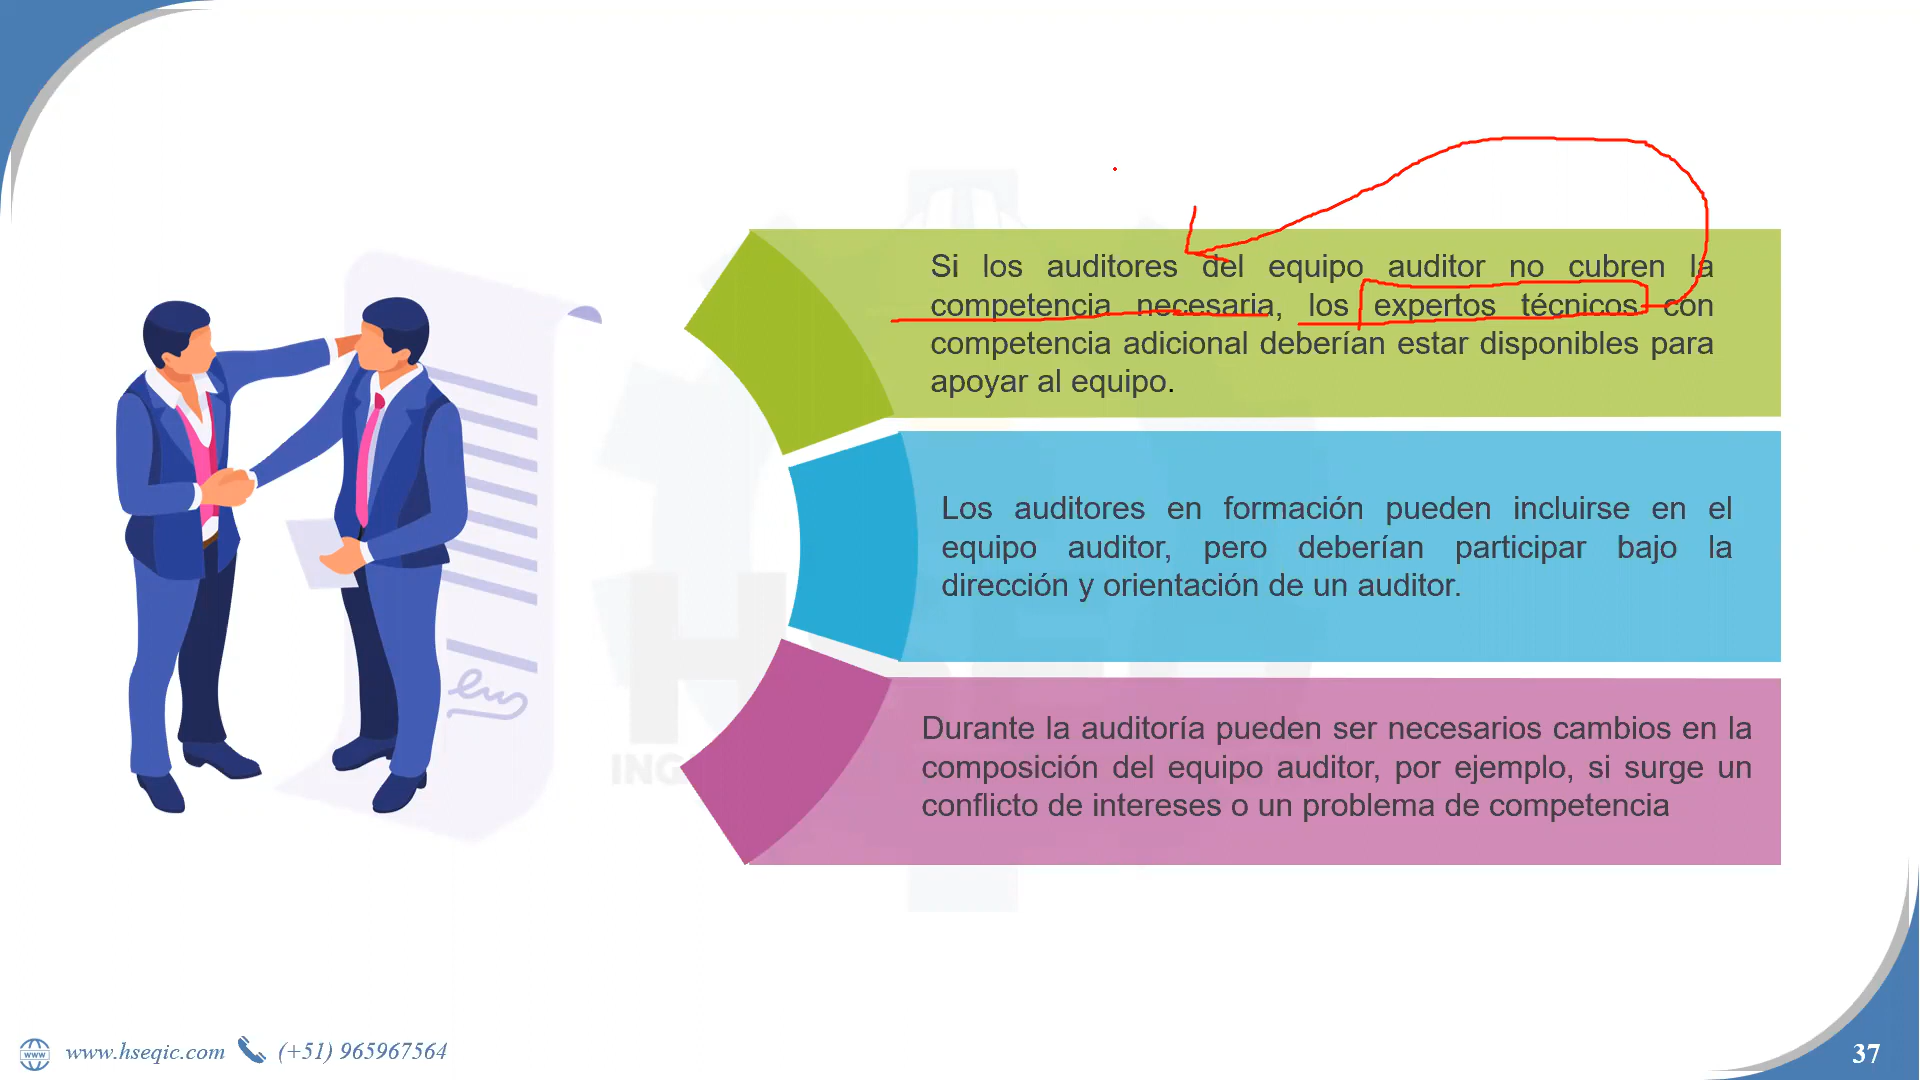 Si los auditores del equipo auditor no cubren la
competencia necesaria, los expertos técnicos con
competencia adicional deberían estar disponibles para
apoyar al equipo.
Los auditores en formación pueden incluirse en el
equipo auditor, pero deberían participar bajo la
dirección y orientación de un auditor.
Durante la auditoría pueden ser necesarios cambios en la
composición del equipo auditor, por ejemplo, si surge un
conflicto de intereses o un problema de competencia
www.hseqic.com (+51) 965967564
37